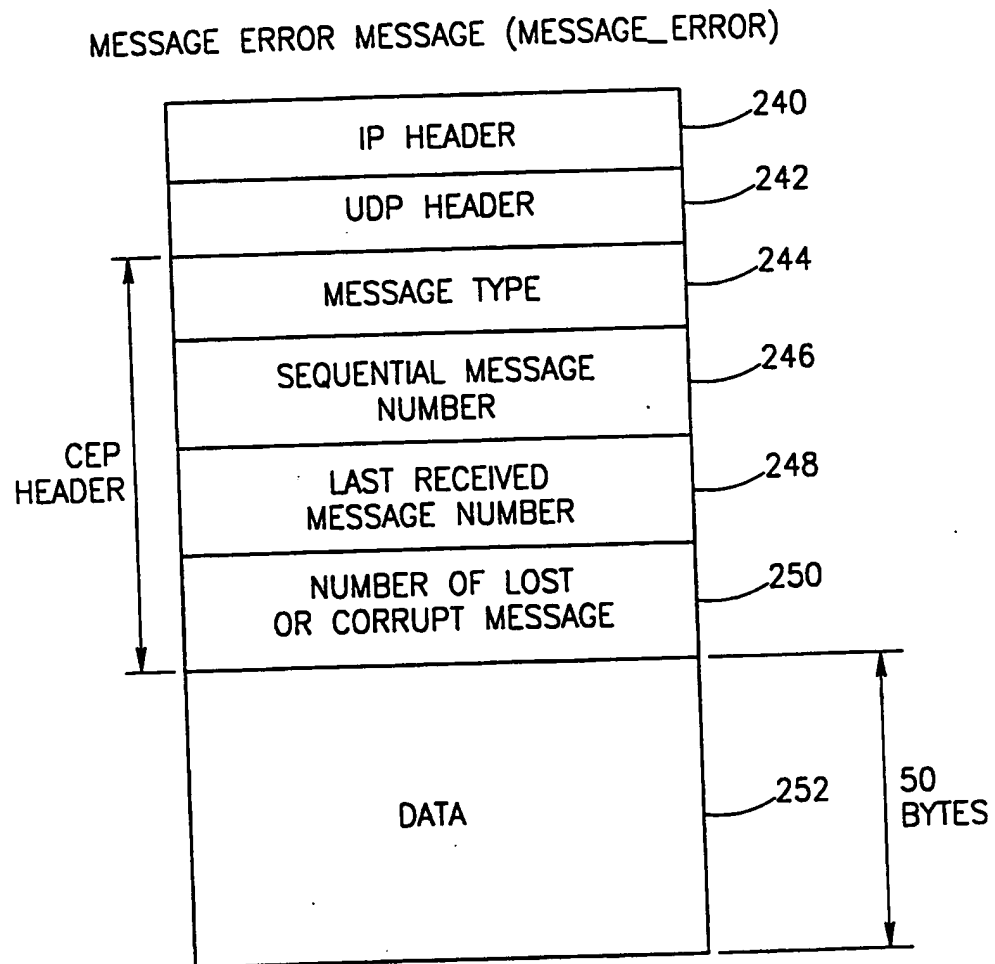 MESSAGE ERROR MESSAGE (MESSAGE_ERROR)
IP HEADER
240
UDP HEADER
242
MESSAGE TYPE
244
SEQUENTIAL MESSAGE
NUMBER
246
CEP
HEADER
LAST RECEIVED
MESSAGE NUMBER
248
NUMBER OF LOST
OR CORRUPT MESSAGE
250
DATA
252
50
BYTES